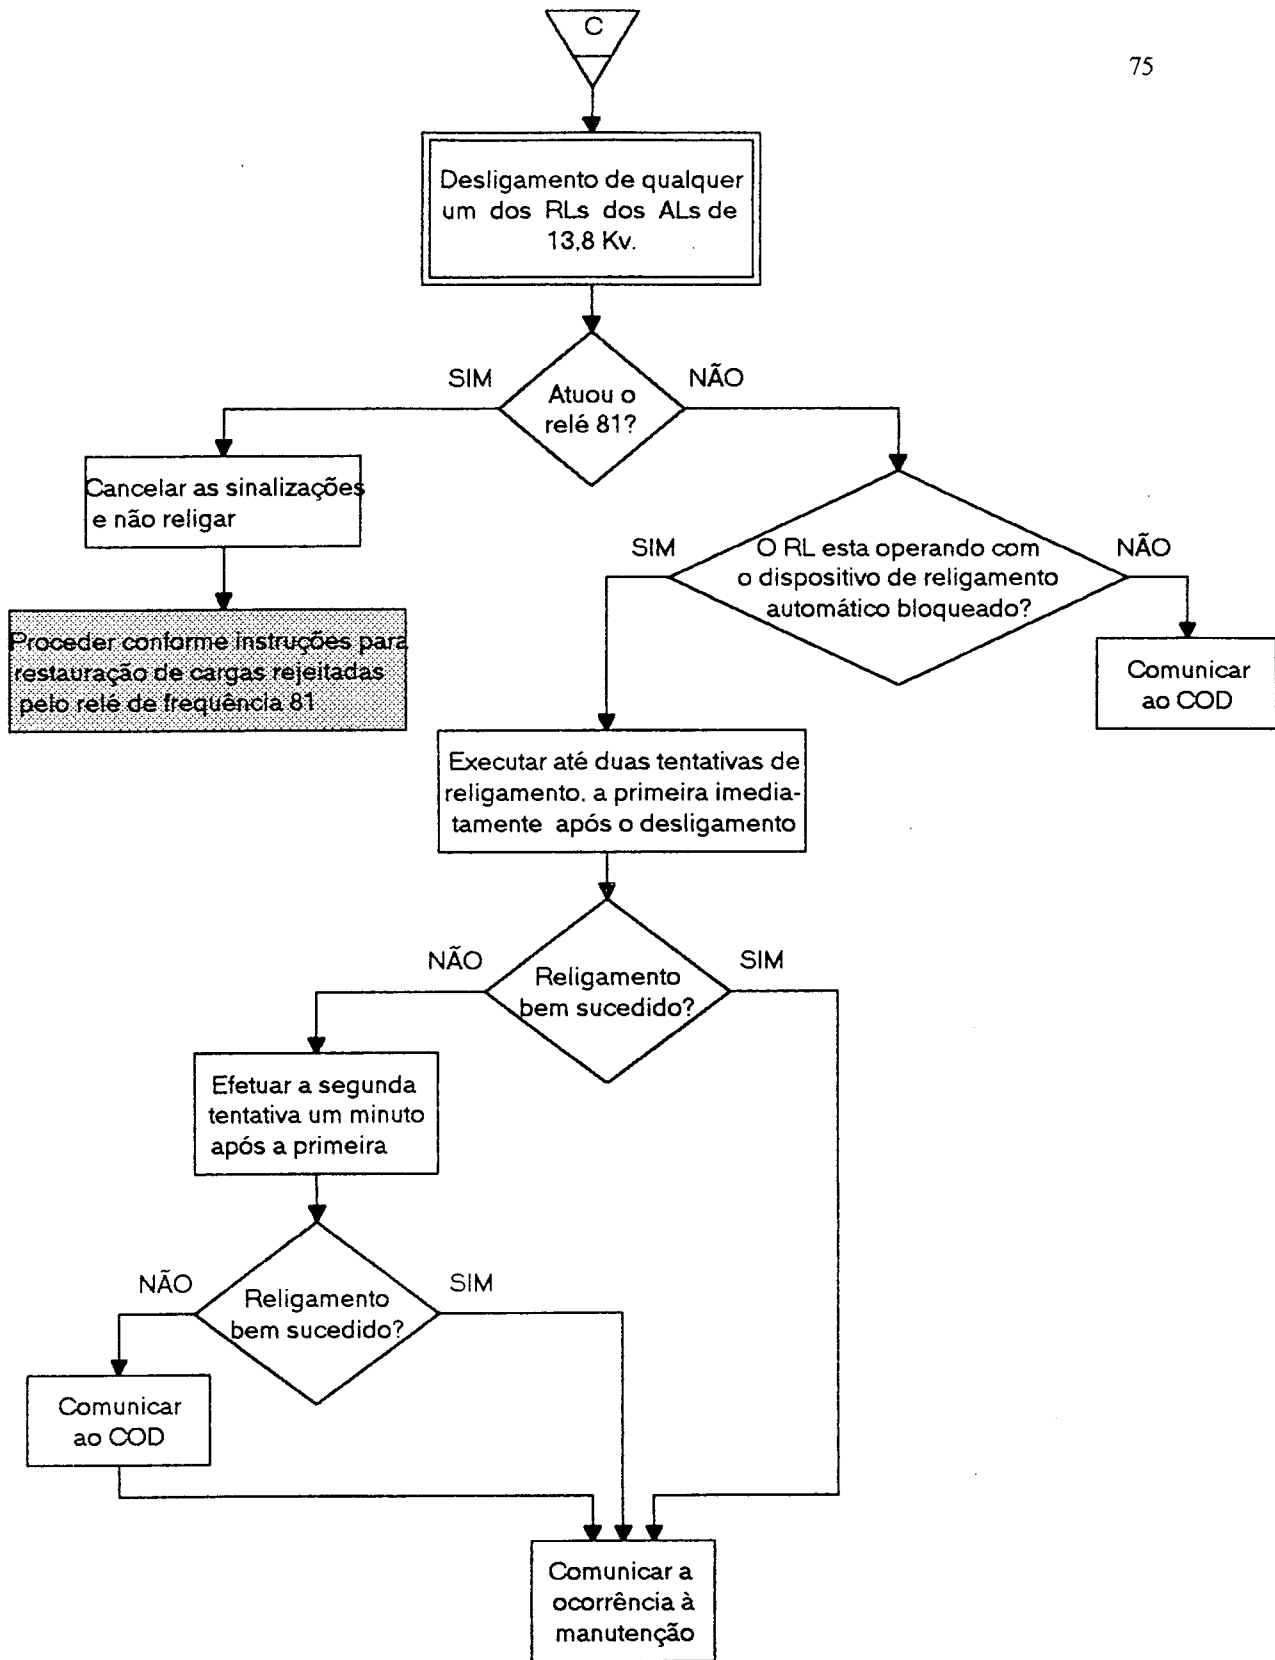 C
75
Desligamento de qualquer
um dos RLs dos ALs de
13,8 Kv.
SIM
NÃO
Atuou o
relé 81?
Cancelar as sinalizações
e não religar
SIM
NÃO
O RL esta operando com
o dispositivo de religamento
automático bloqueado?
Proceder conforme instruções para
restauração de cargas rejeitadas
pelo relé de frequência 81
Comunicar
ao COD
Executar até duas tentativas de
religamento, a primeira imedia-
tamente após o desligamento
NÃO
SIM
Religamento
bem sucedido?
Efetuar a segunda
tentativa um minuto
após a primeira
NÃO
SIM
Religamento
bem sucedido?
Comunicar
ao COD
Comunicar a
ocorrência à
manutenção